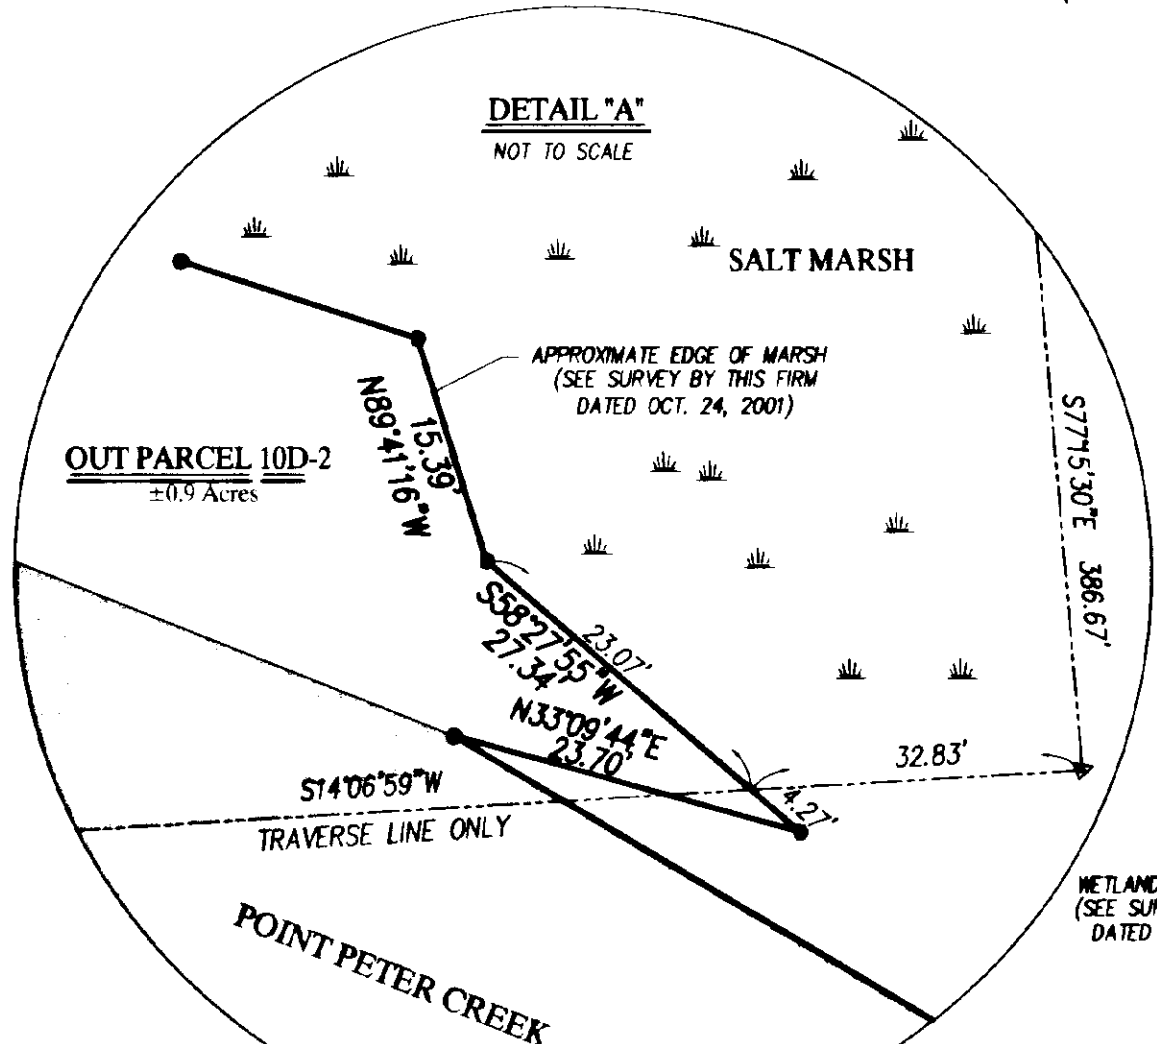 DETAIL "A"
NOT TO SCALE
SALT MARSH
APPROXIMATE EDGE OF MARSH
(SEE SURVEY BY THIS FIRM
DATED OCT. 24, 2001)
15.39'
N89°41'16"W
OUT PARCEL 10D-2
±0.9 Acres
S77°15'30"E 386.67'
S58°27'55"W
27.34'
23.07'
N33°09'44"E
23.70'
32.83'
4.27'
S14°06'59"W
TRAVERSE LINE ONLY
WETLAND
(SEE SUR
DATED
POINT PETER CREEK